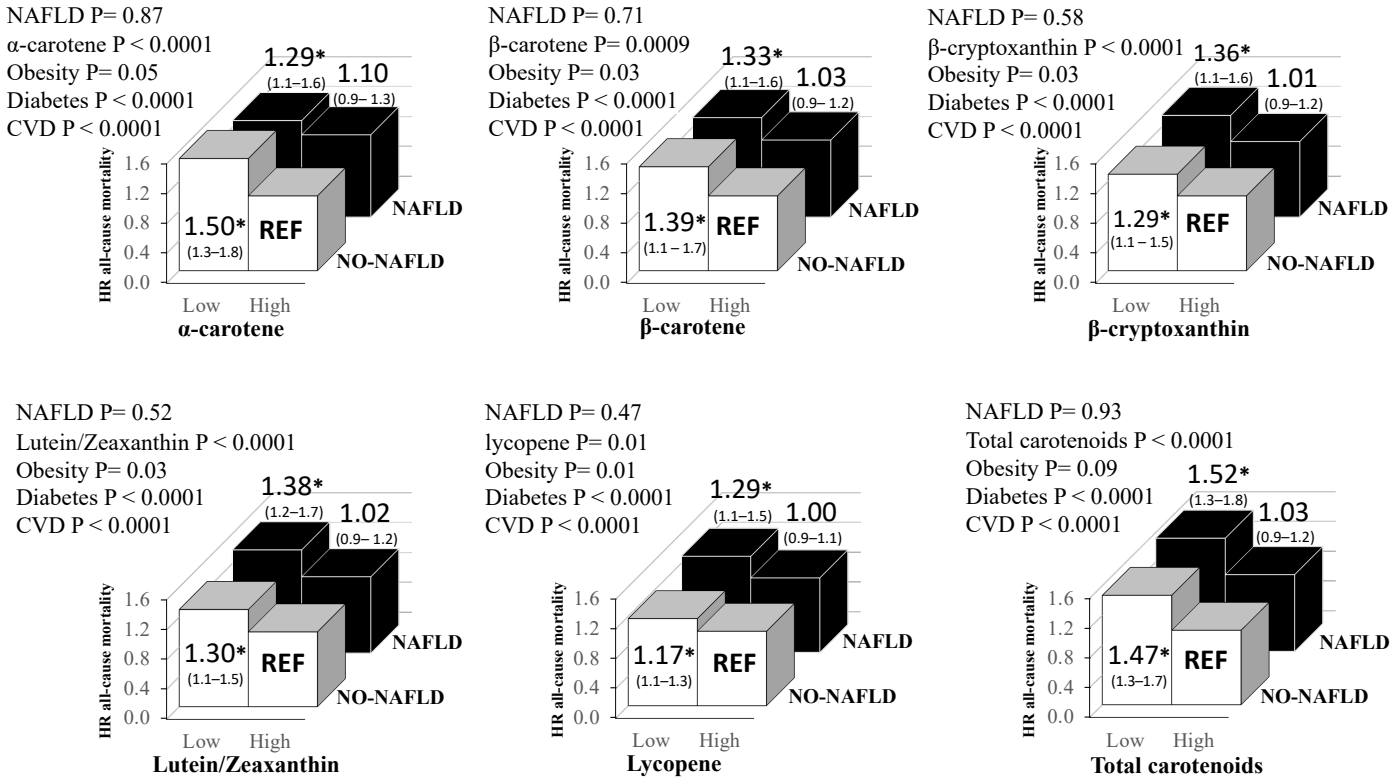 NAFLD P= 0.87
α-carotene P < 0.0001
Obesity P= 0.05
Diabetes P < 0.0001
CVD P < 0.0001
1.29*
(1.1–1.6)
1.10
(0.9– 1.3)
HR all-cause mortality
1.6
1.2
0.8
0.4
0.0
1.50*
(1.3–1.8)
REF
NAFLD
NO-NAFLD
Low High
α-carotene
NAFLD P= 0.71
β-carotene P= 0.0009
Obesity P= 0.03
Diabetes P < 0.0001
CVD P < 0.0001
1.33*
(1.1–1.6)
1.03
(0.9– 1.2)
HR all-cause mortality
1.6
1.2
0.8
0.4
0.0
1.39*
(1.1 – 1.7)
REF
NAFLD
NO-NAFLD
Low High
β-carotene
NAFLD P= 0.58
β-cryptoxanthin P < 0.0001
Obesity P= 0.03
Diabetes P < 0.0001
CVD P < 0.0001
1.36*
(1.1–1.6)
1.01
(0.9–1.2)
HR all-cause mortality
1.6
1.2
0.8
0.4
0.0
1.29*
(1.1 – 1.5)
REF
NAFLD
NO-NAFLD
Low High
β-cryptoxanthin
NAFLD P= 0.52
Lutein/Zeaxanthin P < 0.0001
Obesity P= 0.03
Diabetes P < 0.0001
CVD P < 0.0001
1.38*
(1.2–1.7)
1.02
(0.9– 1.2)
HR all-cause mortality
1.6
1.2
0.8
0.4
0.0
1.30*
(1.1–1.5)
REF
NAFLD
NO-NAFLD
Low High
Lutein/Zeaxanthin
NAFLD P= 0.47
lycopene P= 0.01
Obesity P= 0.01
Diabetes P < 0.0001
CVD P < 0.0001
1.29*
(1.1–1.5)
1.00
(0.9–1.1)
HR all-cause mortality
1.6
1.2
0.8
0.4
0.0
1.17*
(1.1–1.3)
REF
NAFLD
NO-NAFLD
Low High
Lycopene
NAFLD P= 0.93
Total carotenoids P < 0.0001
Obesity P= 0.09
Diabetes P < 0.0001
CVD P < 0.0001
1.52*
(1.3–1.8)
1.03
(0.9–1.2)
HR all-cause mortality
1.6
1.2
0.8
0.4
0.0
1.47*
(1.3–1.7)
REF
NAFLD
NO-NAFLD
Low High
Total carotenoids